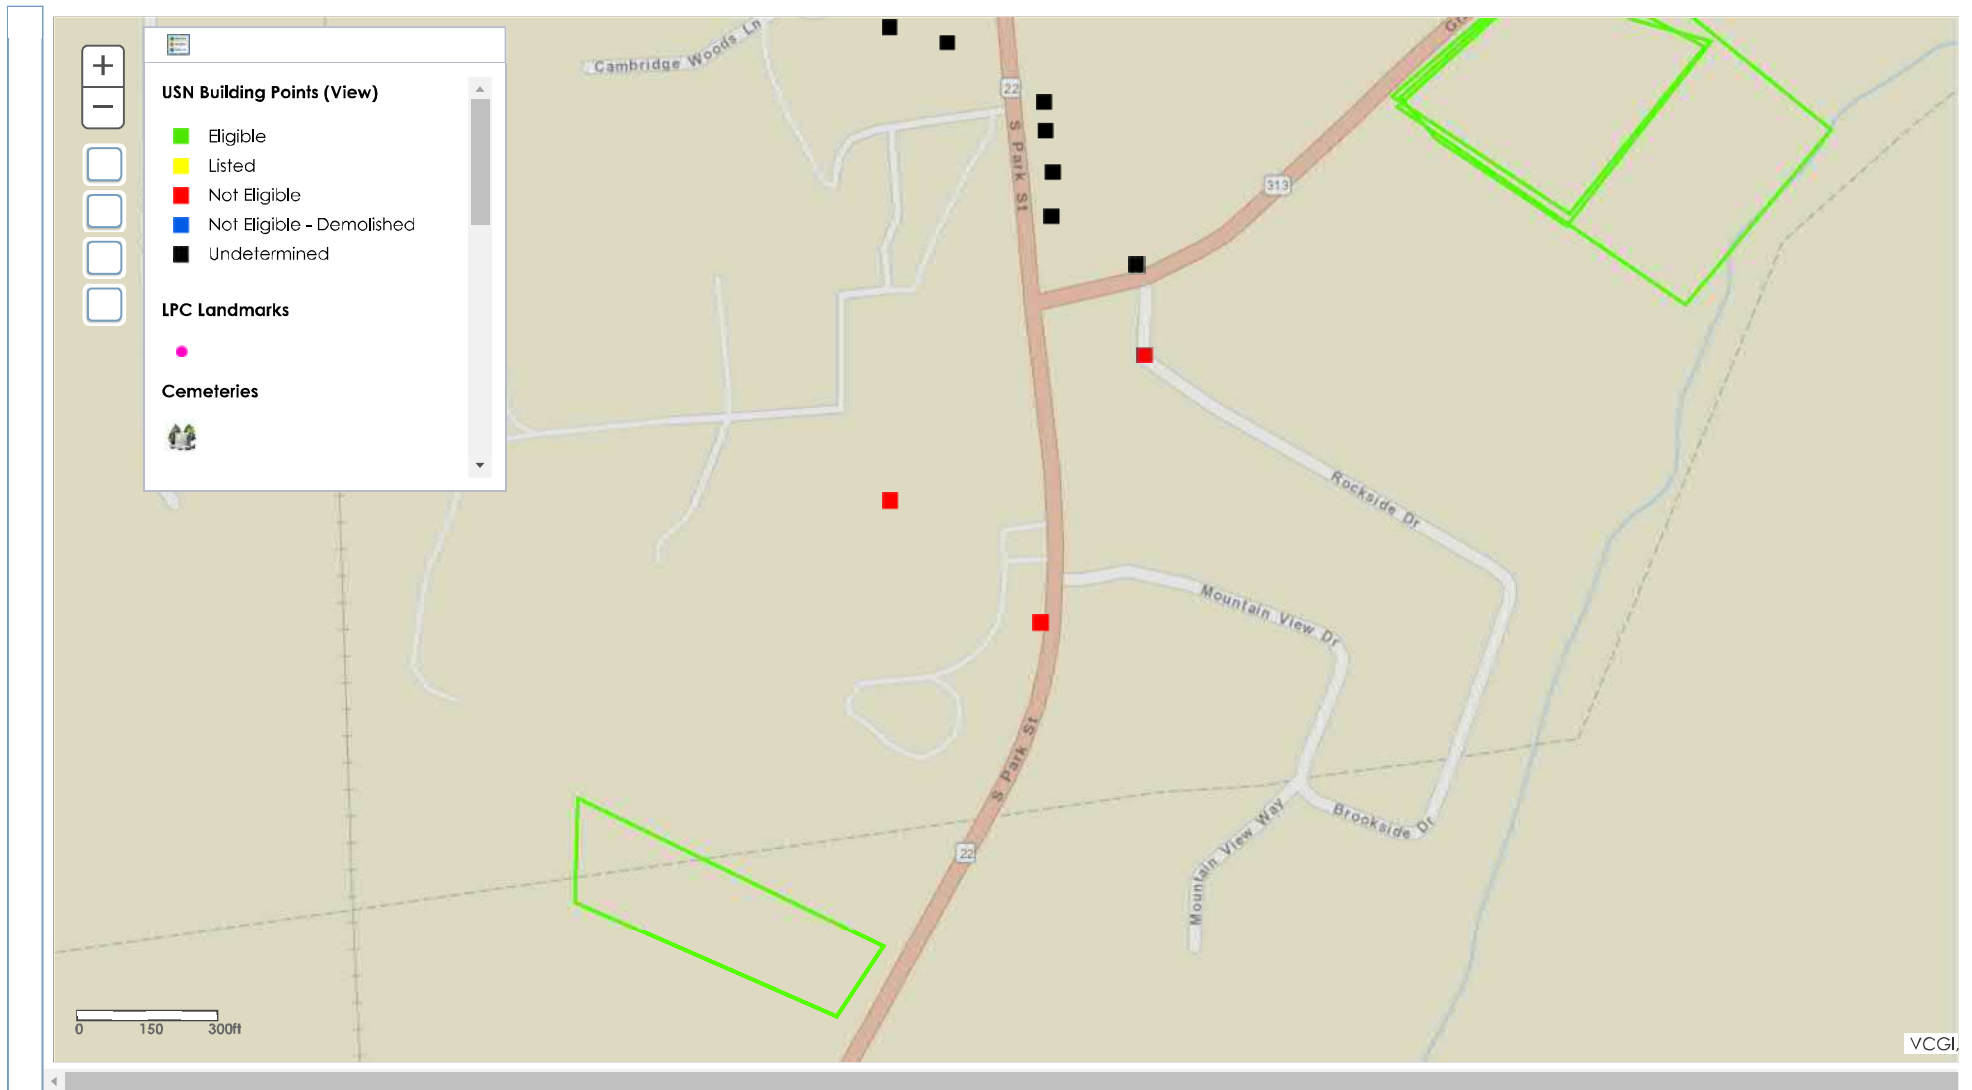 +
−
USN Building Points (View)
Eligible
Listed
Not Eligible
Not Eligible - Demolished
Undetermined
LPC Landmarks
Cemeteries
Cambridge Woods Ln
22
S Park St
313
Rockside Dr
Mountain View Dr
S Park St
Brookside Dr
Mountain View Way
22
0 150 300ft
VCGI,